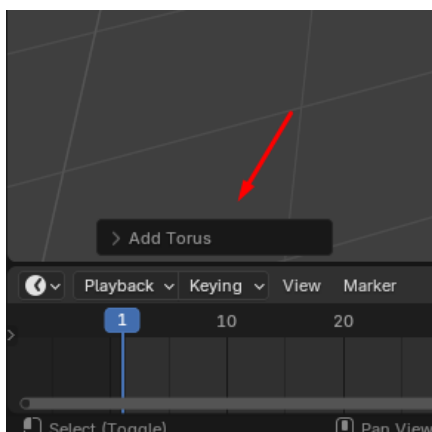 Add Torus
Playback Keying View Marker
1 10 20
Select (Toggle) Pan View